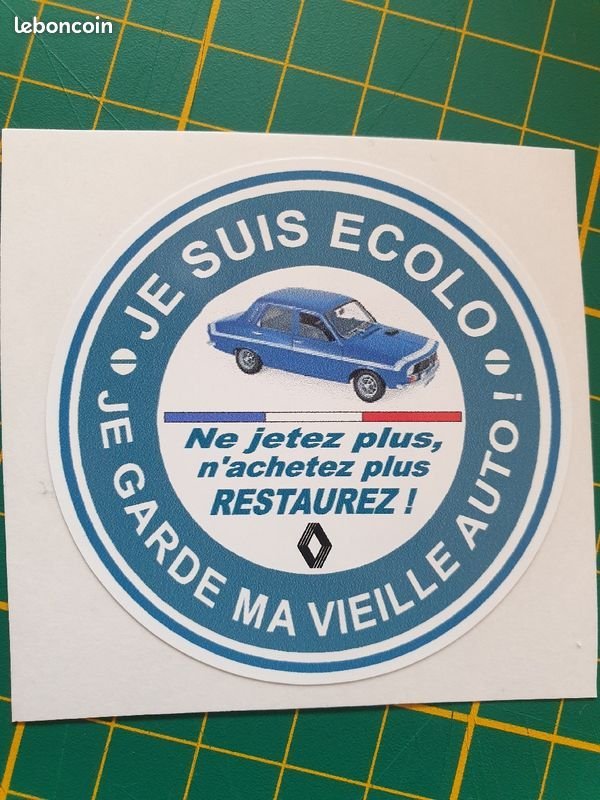 leboncoin
JE SUIS ECOLO
Ne jetez plus,
n'achetez plus
RESTAUREZ !
JE GARDE MA VIEILLE AUTO !